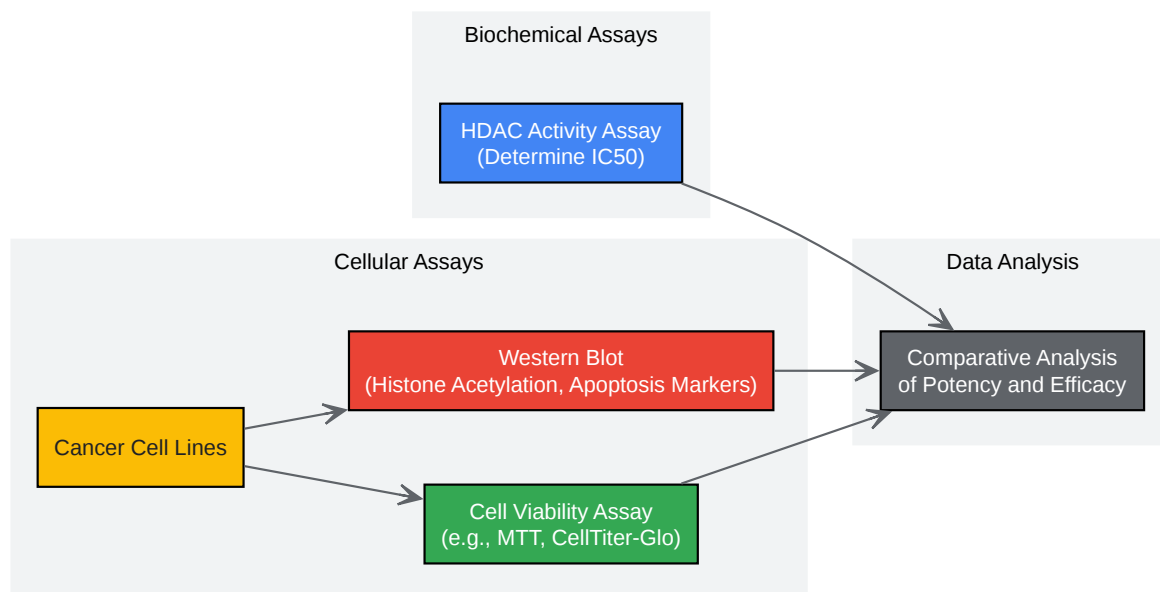 Biochemical Assays
HDAC Activity Assay
(Determine IC50)
Cellular Assays
Data Analysis
Western Blot
(Histone Acetylation, Apoptosis Markers)
Comparative Analysis
of Potency and Efficacy
Cancer Cell Lines
Cell Viability Assay
(e.g., MTT, CellTiter-Glo)